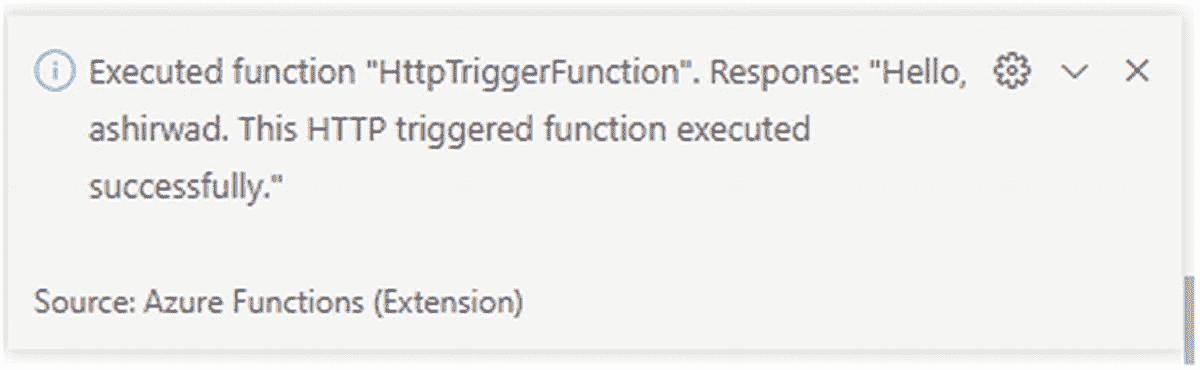 Executed function "HttpTriggerFunction". Response: "Hello,
ashirwad. This HTTP triggered function executed
successfully."
Source: Azure Functions (Extension)